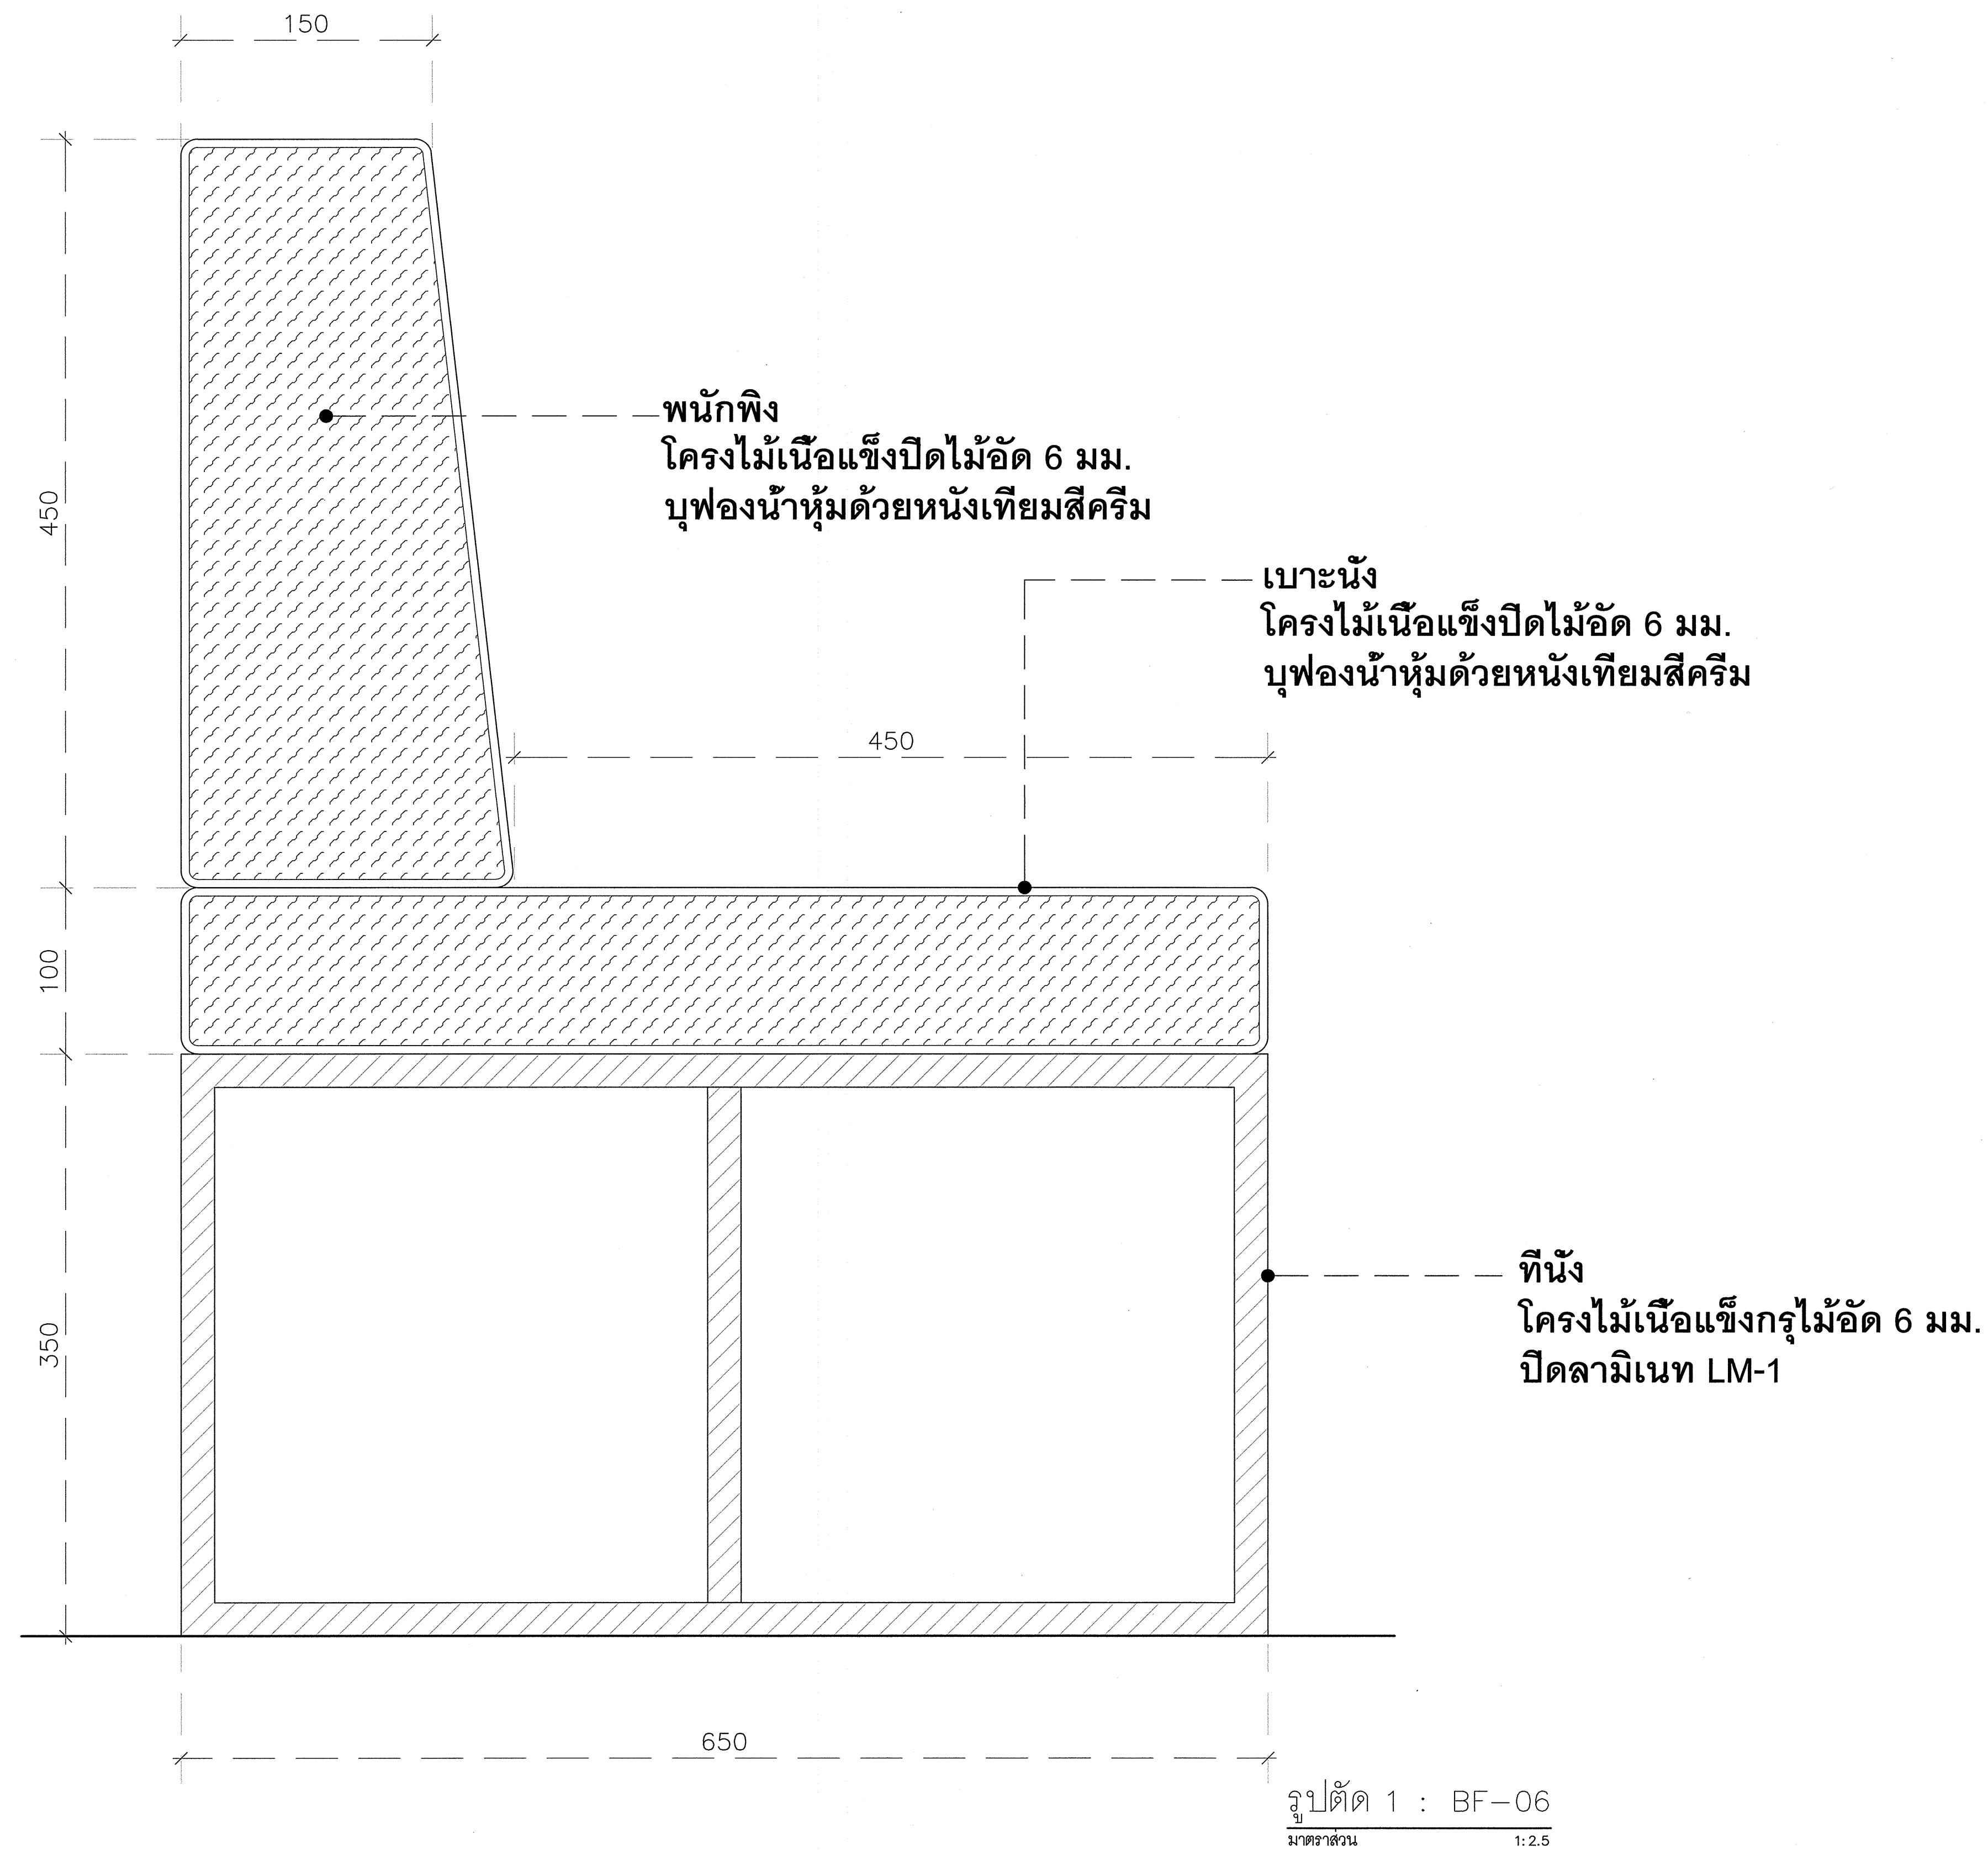 150
450
พนักพิง
โครงไม้เนื้อแข็งปิดไม้อัด 6 มม.
บุฟองน้ำหุ้มด้วยหนังเทียมสีครีม
เบาะนั่ง
โครงไม้เนื้อแข็งปิดไม้อัด 6 มม.
บุฟองน้ำหุ้มด้วยหนังเทียมสีครีม
450
100
350
ที่นั่ง
โครงไม้เนื้อแข็งกรุไม้อัด 6 มม.
ปิดลามิเนท LM-1
650
รูปตัด 1 : BF-06
มาตราส่วน 1:2.5